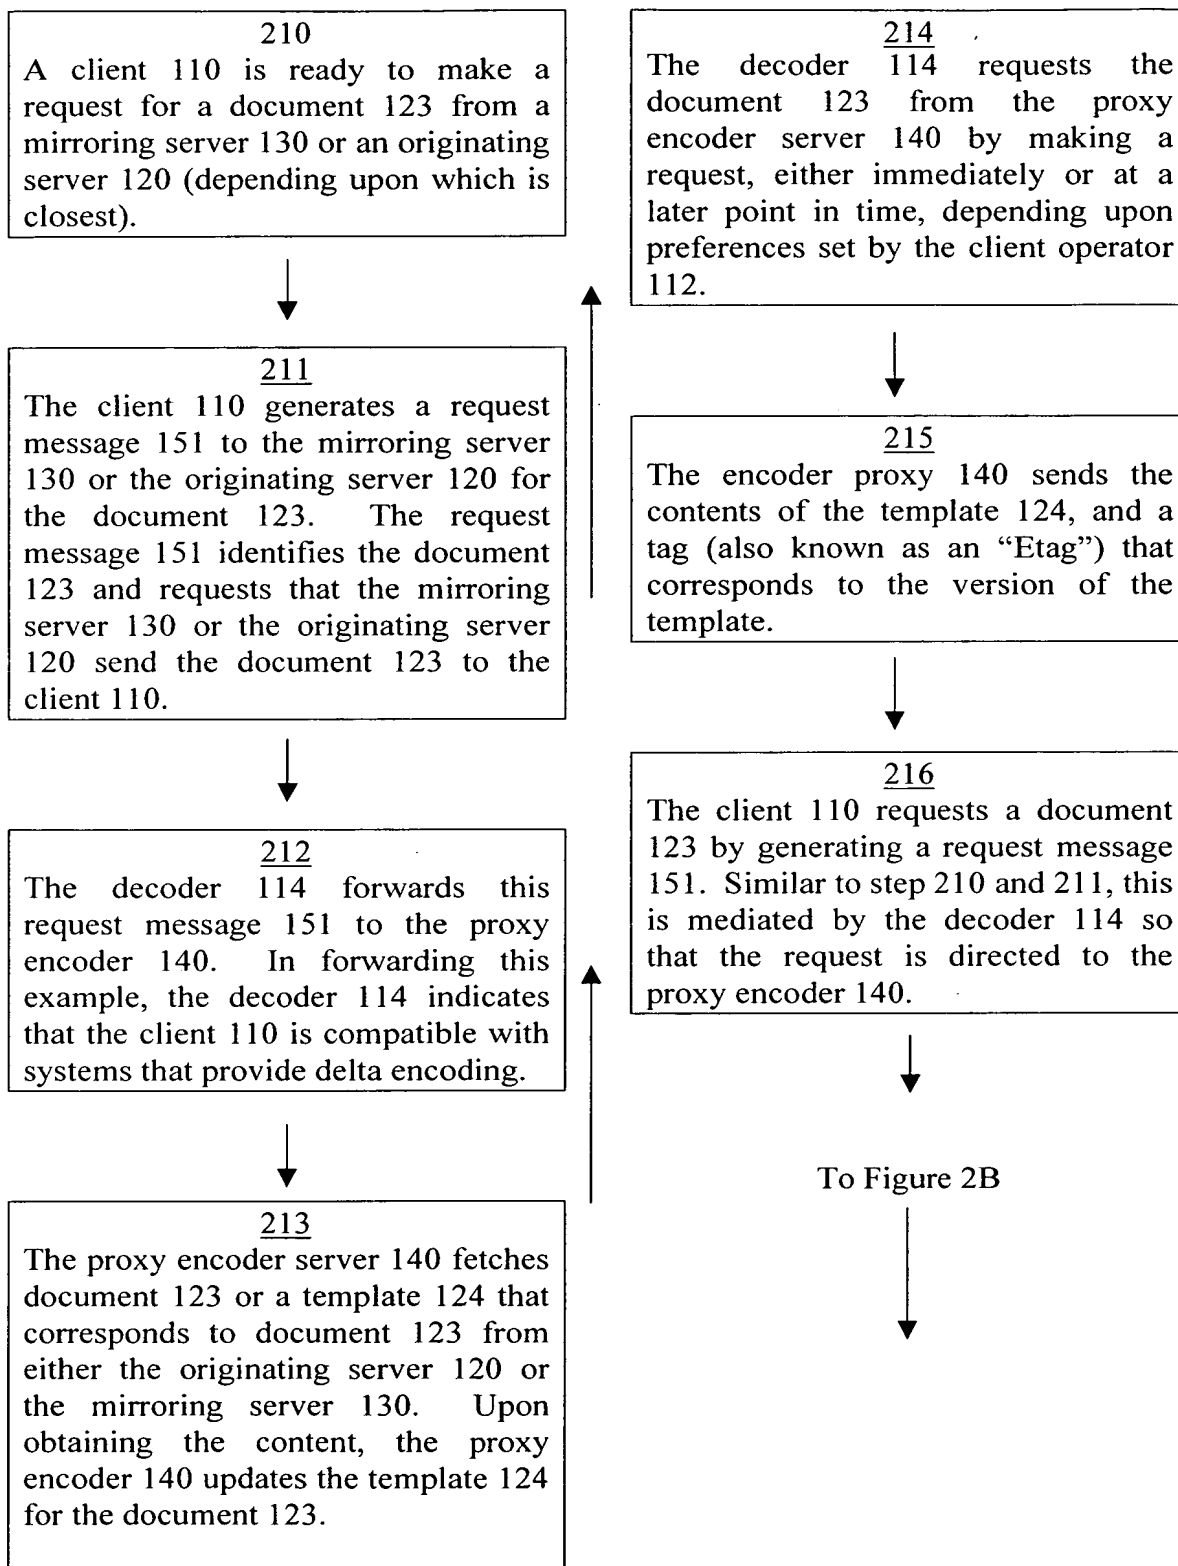 210
A client 110 is ready to make a
request for a document 123 from a
mirroring server 130 or an originating
server 120 (depending upon which is
closest).
211
The client 110 generates a request
message 151 to the mirroring server
130 or the originating server 120 for
the document 123. The request
message 151 identifies the document
123 and requests that the mirroring
server 130 or the originating server
120 send the document 123 to the
client 110.
212
The decoder 114 forwards this
request message 151 to the proxy
encoder 140. In forwarding this
example, the decoder 114 indicates
that the client 110 is compatible with
systems that provide delta encoding.
213
The proxy encoder server 140 fetches
document 123 or a template 124 that
corresponds to document 123 from
either the originating server 120 or
the mirroring server 130. Upon
obtaining the content, the proxy
encoder 140 updates the template 124
for the document 123.
214
The decoder 114 requests the
document 123 from the proxy
encoder server 140 by making a
request, either immediately or at a
later point in time, depending upon
preferences set by the client operator
112.
215
The encoder proxy 140 sends the
contents of the template 124, and a
tag (also known as an “Etag”) that
corresponds to the version of the
template.
216
The client 110 requests a document
123 by generating a request message
151. Similar to step 210 and 211, this
is mediated by the decoder 114 so
that the request is directed to the
proxy encoder 140.
To Figure 2B